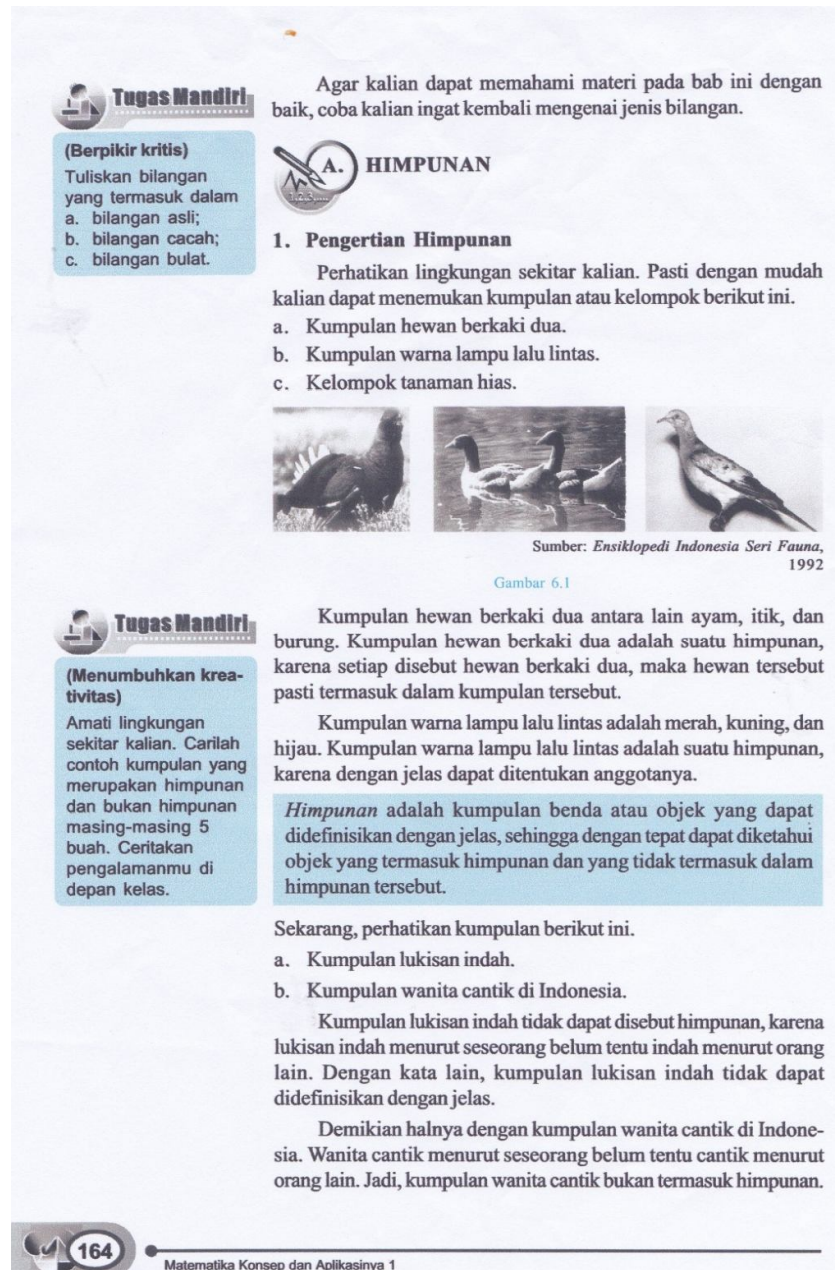 Tugas Mandiri
(Berpikir kritis)
Tuliskan bilangan
yang termasuk dalam
a. bilangan asli;
b. bilangan cacah;
c. bilangan bulat.
Agar kalian dapat memahami materi pada bab ini dengan
baik, coba kalian ingat kembali mengenai jenis bilangan.
A. HIMPUNAN
1. Pengertian Himpunan
Perhatikan lingkungan sekitar kalian. Pasti dengan mudah
kalian dapat menemukan kumpulan atau kelompok berikut ini.
a. Kumpulan hewan berkaki dua.
b. Kumpulan warna lampu lalu lintas.
c. Kelompok tanaman hias.
Sumber: Ensiklopedi Indonesia Seri Fauna,
1992
Gambar 6.1
Tugas Mandiri
(Menumbuhkan krea-
tivitas)
Amati lingkungan
sekitar kalian. Carilah
contoh kumpulan yang
merupakan himpunan
dan bukan himpunan
masing-masing 5
buah. Ceritakan
pengalamanmu di
depan kelas.
Kumpulan hewan berkaki dua antara lain ayam, itik, dan
burung. Kumpulan hewan berkaki dua adalah suatu himpunan,
karena setiap disebut hewan berkaki dua, maka hewan tersebut
pasti termasuk dalam kumpulan tersebut.
Kumpulan warna lampu lalu lintas adalah merah, kuning, dan
hijau. Kumpulan warna lampu lalu lintas adalah suatu himpunan,
karena dengan jelas dapat ditentukan anggotanya.
Himpunan adalah kumpulan benda atau objek yang dapat
didefinisikan dengan jelas, sehingga dengan tepat dapat diketahui
objek yang termasuk himpunan dan yang tidak termasuk dalam
himpunan tersebut.
Sekarang, perhatikan kumpulan berikut ini.
a. Kumpulan lukisan indah.
b. Kumpulan wanita cantik di Indonesia.
Kumpulan lukisan indah tidak dapat disebut himpunan, karena
lukisan indah menurut seseorang belum tentu indah menurut orang
lain. Dengan kata lain, kumpulan lukisan indah tidak dapat
didefinisikan dengan jelas.
Demikian halnya dengan kumpulan wanita cantik di Indone-
sia. Wanita cantik menurut seseorang belum tentu cantik menurut
orang lain. Jadi, kumpulan wanita cantik bukan termasuk himpunan.
164
Matematika Konsep dan Aplikasinya 1